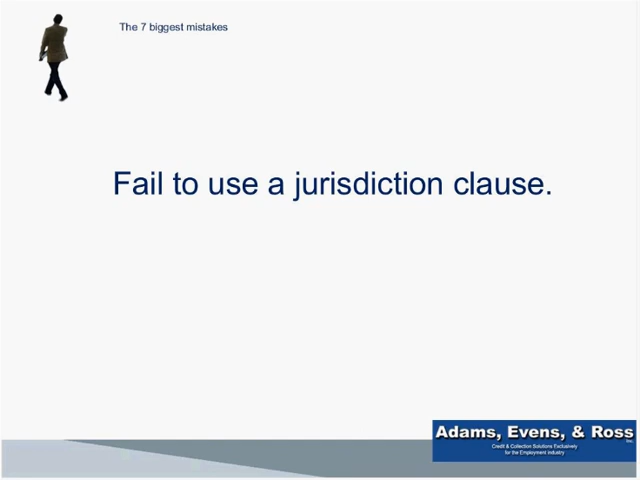 The 7 biggest mistakes
Fail to use a jurisdiction clause.
Adams, Evens, & Ross
Inc.
Credit & Collection Solutions Exclusively
for the Employment industry